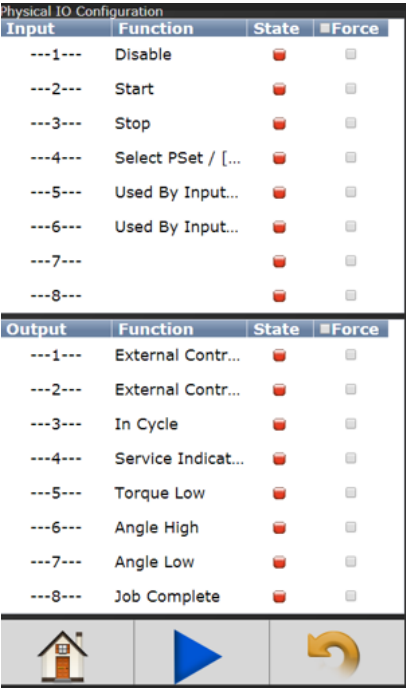 Physical IO Configuration
Input Function State Force
---1--- Disable
---2--- Start
---3--- Stop
---4--- Select PSet / [...
---5--- Used By Input...
---6--- Used By Input...
---7---
---8---
Output Function State Force
---1--- External Contr...
---2--- External Contr...
---3--- In Cycle
---4--- Service Indicat...
---5--- Torque Low
---6--- Angle High
---7--- Angle Low
---8--- Job Complete